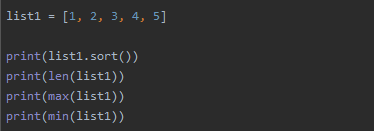 list1 = [1, 2, 3, 4, 5]
print(list1.sort())
print(len(list1))
print(max(list1))
print(min(list1))